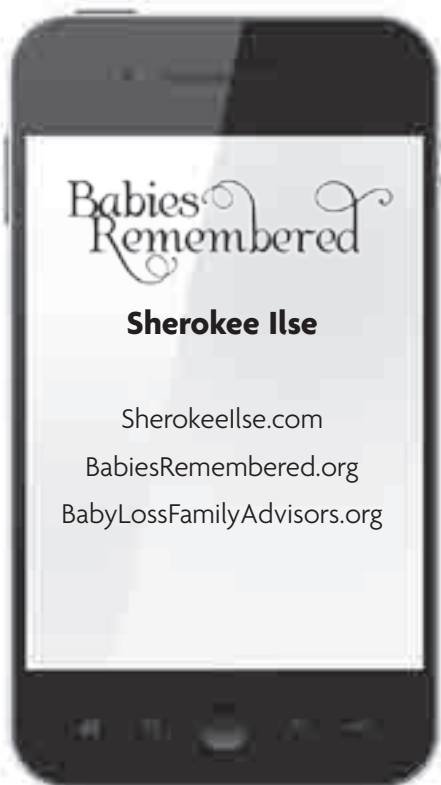 Babies
Remembered
Sherokee Ilse
SherokeeIlse.com
BabiesRemembered.org
BabyLossFamilyAdvisors.org